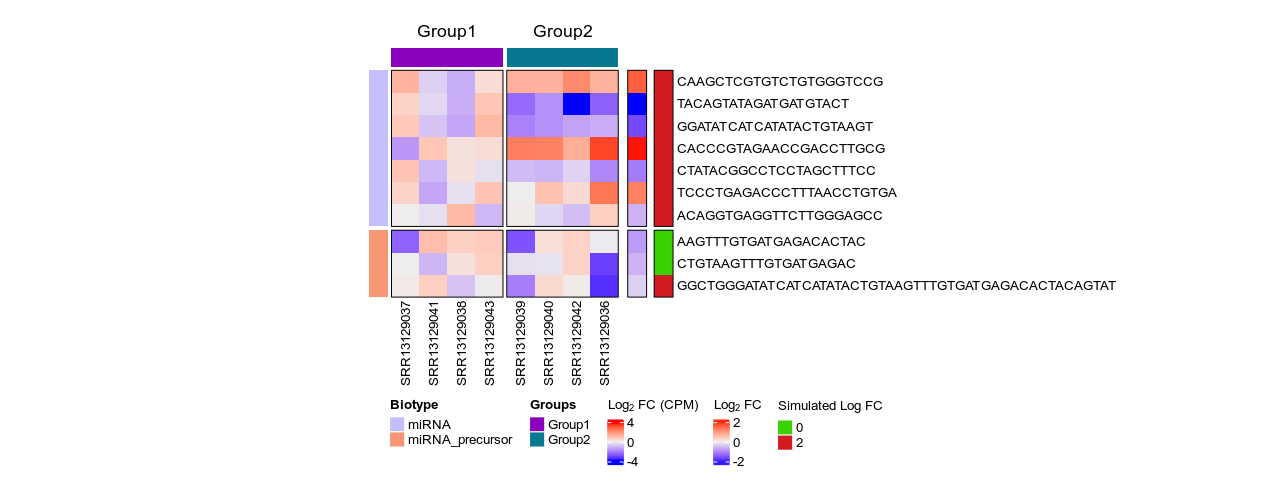 Group1 Group2
CAAGCTCGTGTCTGTGGGTCCG
TACAGTATAGATGATGTACT
GGATATCATCATATACTGTAAGT
CACCCGTAGAACCGACCTTGCG
CTATACGGCCTCCTAGCTTTCC
TCCCTGAGACCCTTTAACCTGTGA
ACAGGTGAGGTTCTTGGGAGCC
AAGTTTGTGATGAGACACTAC
CTGTAAGTTTGTGATGAGAC
GGCTGGGATATCATCATATACTGTAAGTTTGTGATGAGACACTACAGTAT
SRR13129037
SRR13129041
SRR13129038
SRR13129043
SRR13129039
SRR13129040
SRR13129042
SRR13129036
Biotype
miRNA
miRNA_precursor
Groups
Group1
Group2
Log₂ FC (CPM)
4
0
-4
Log₂ FC
2
0
-2
Simulated Log FC
0
2